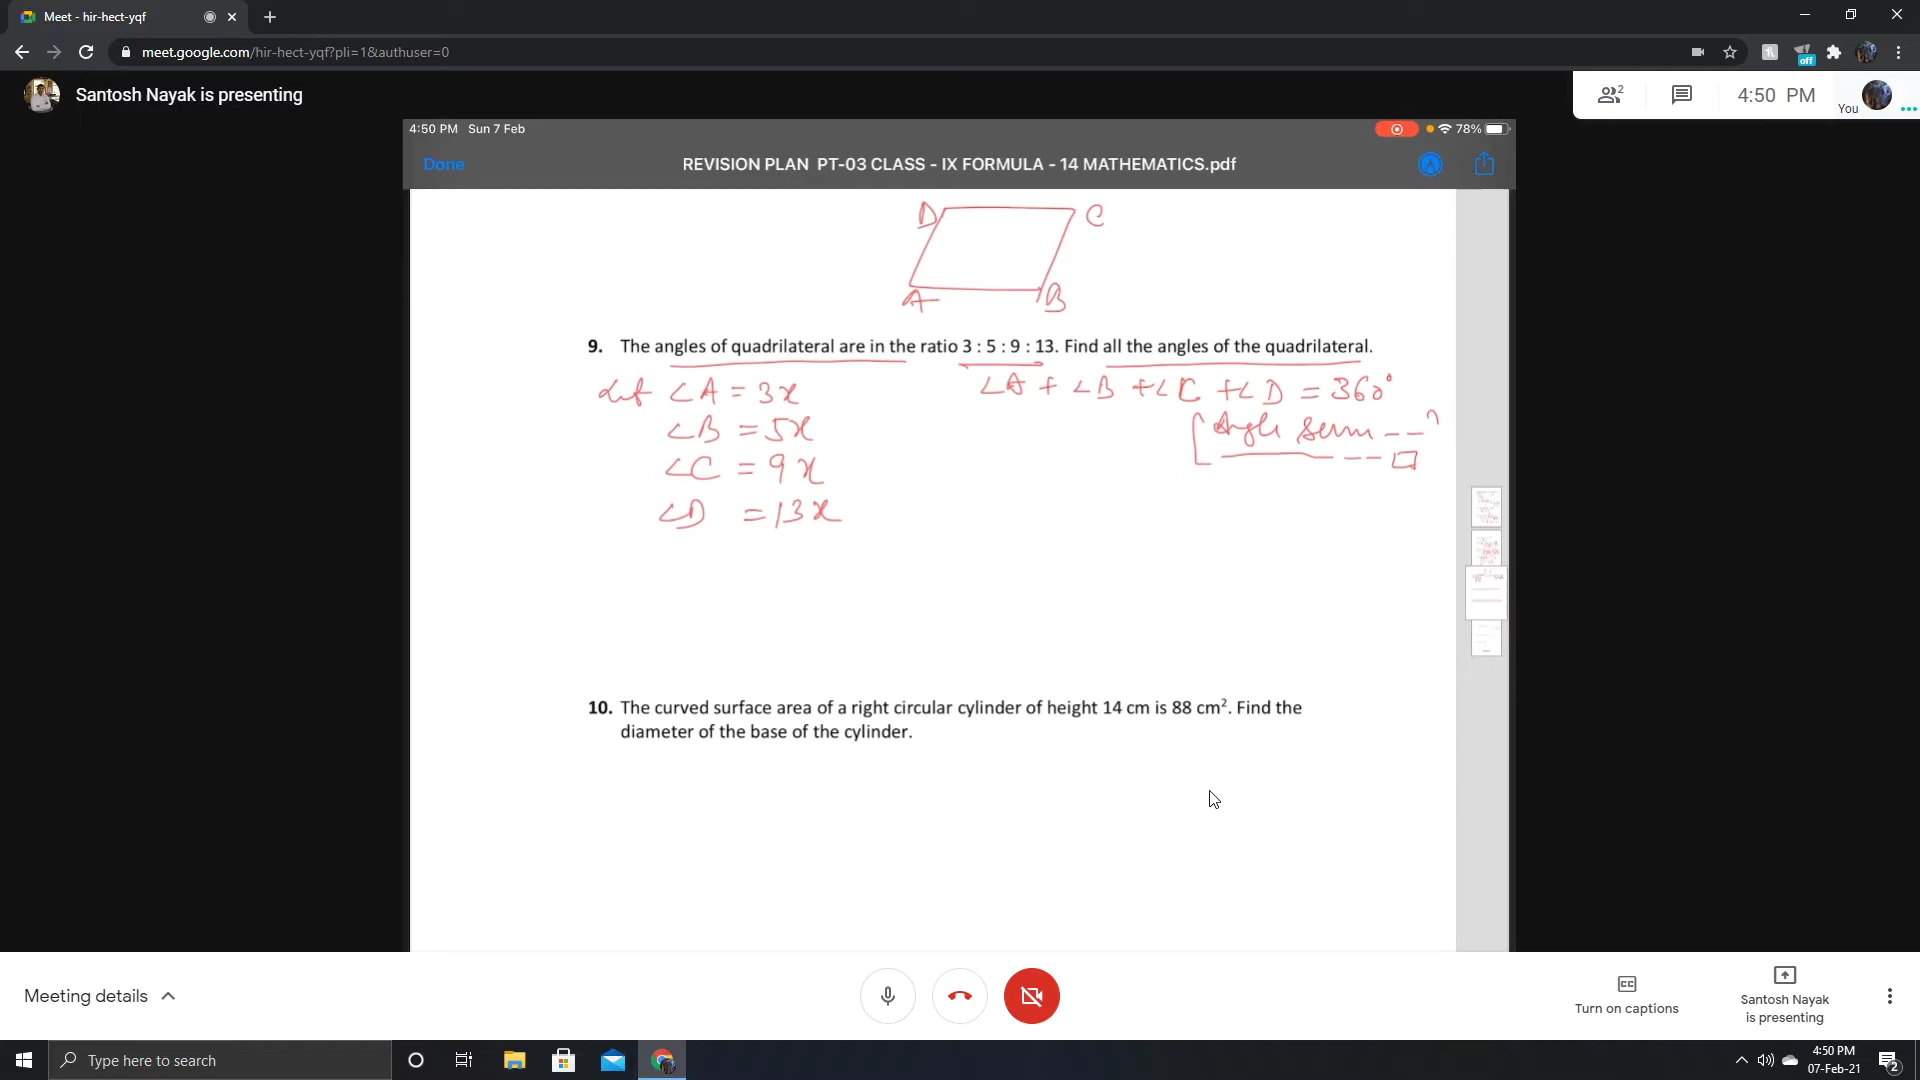 Meet - hir-hect-yqf
meet.google.com/hir-hect-yqf?pli=1&authuser=0
off
Santosh Nayak is presenting
2
4:50 PM
You
4:50 PM Sun 7 Feb
78%
Done
REVISION PLAN PT-03 CLASS - IX FORMULA - 14 MATHEMATICS.pdf
D C
A B
9. The angles of quadrilateral are in the ratio 3 : 5 : 9 : 13. Find all the angles of the quadrilateral.
Let ∠A = 3x
∠B = 5x
∠C = 9x
∠D = 13x
∠A + ∠B + ∠C + ∠D = 360°
[Angle sum ---
10. The curved surface area of a right circular cylinder of height 14 cm is 88 cm². Find the
diameter of the base of the cylinder.
Meeting details
Turn on captions
Santosh Nayak
is presenting
Type here to search
4:50 PM
07-Feb-21
2